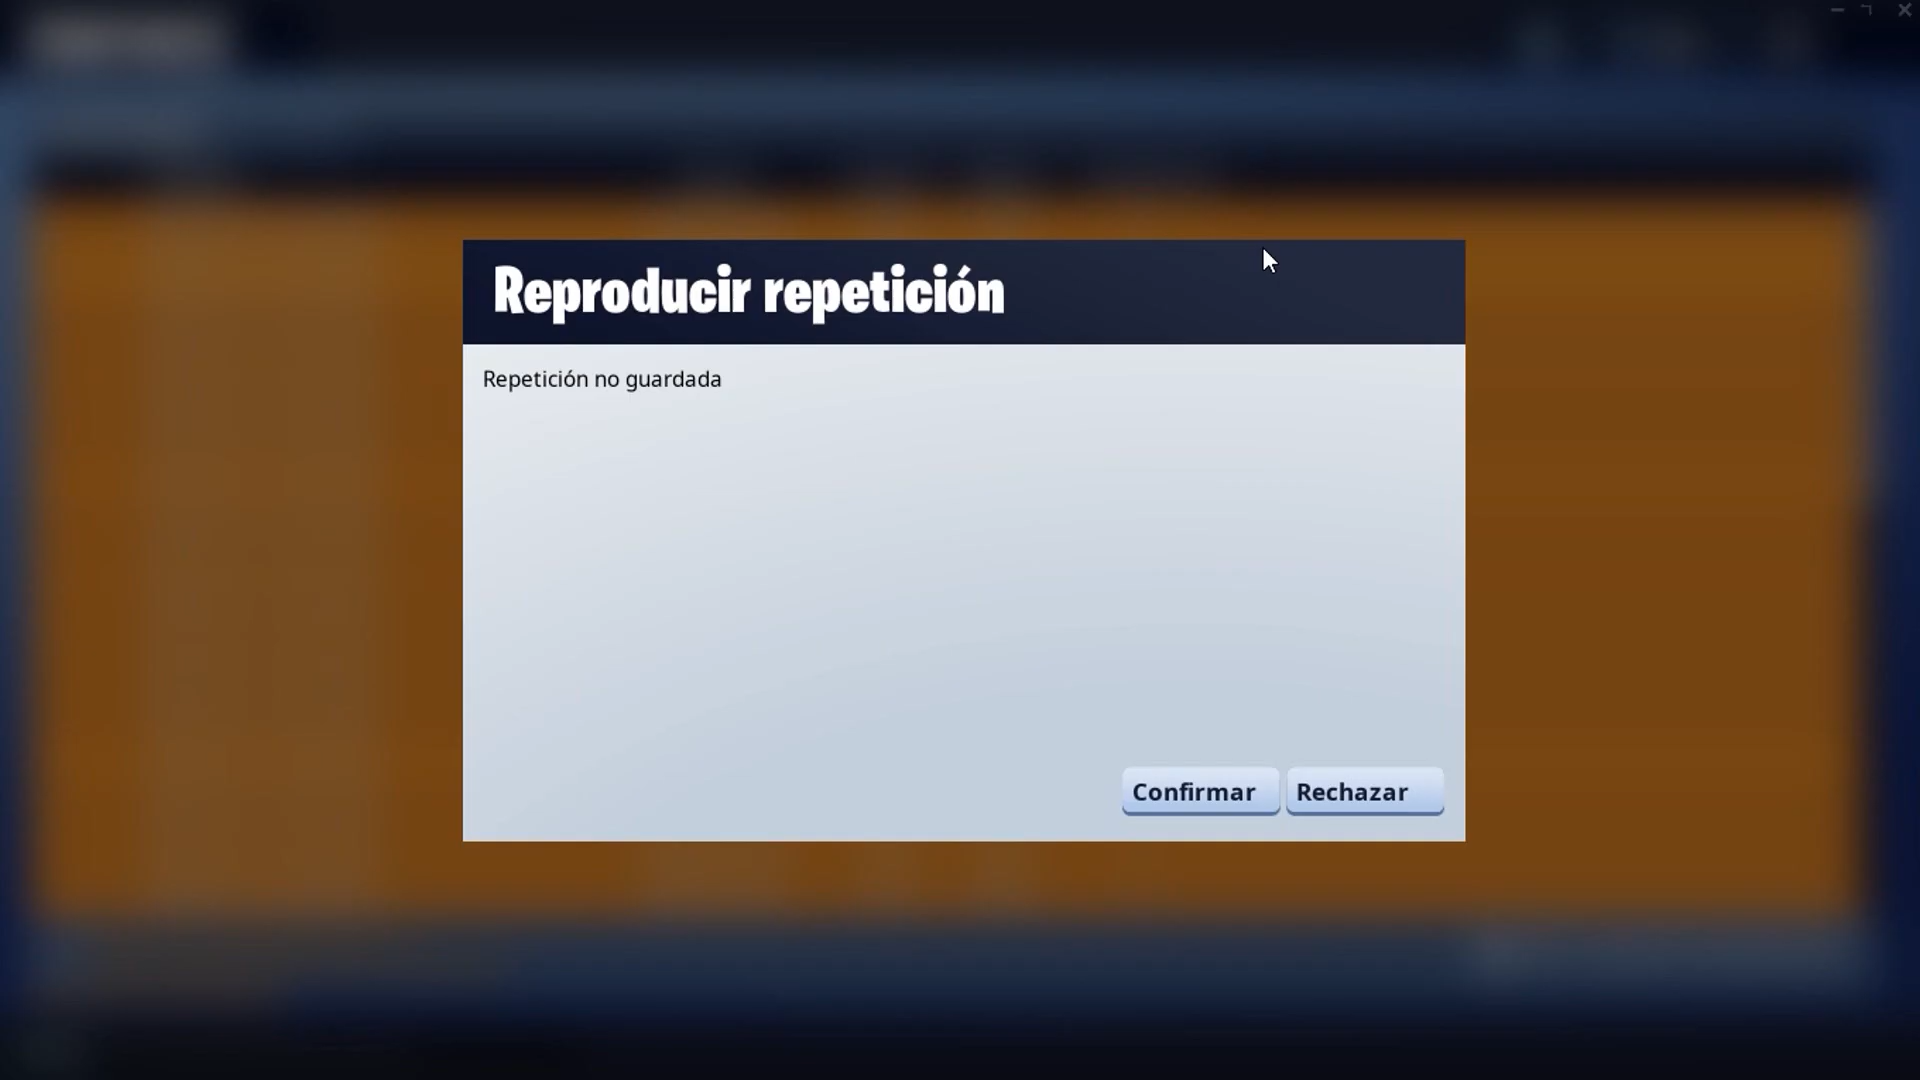 Reproducir repetición
Repetición no guardada
Confirmar
Rechazar